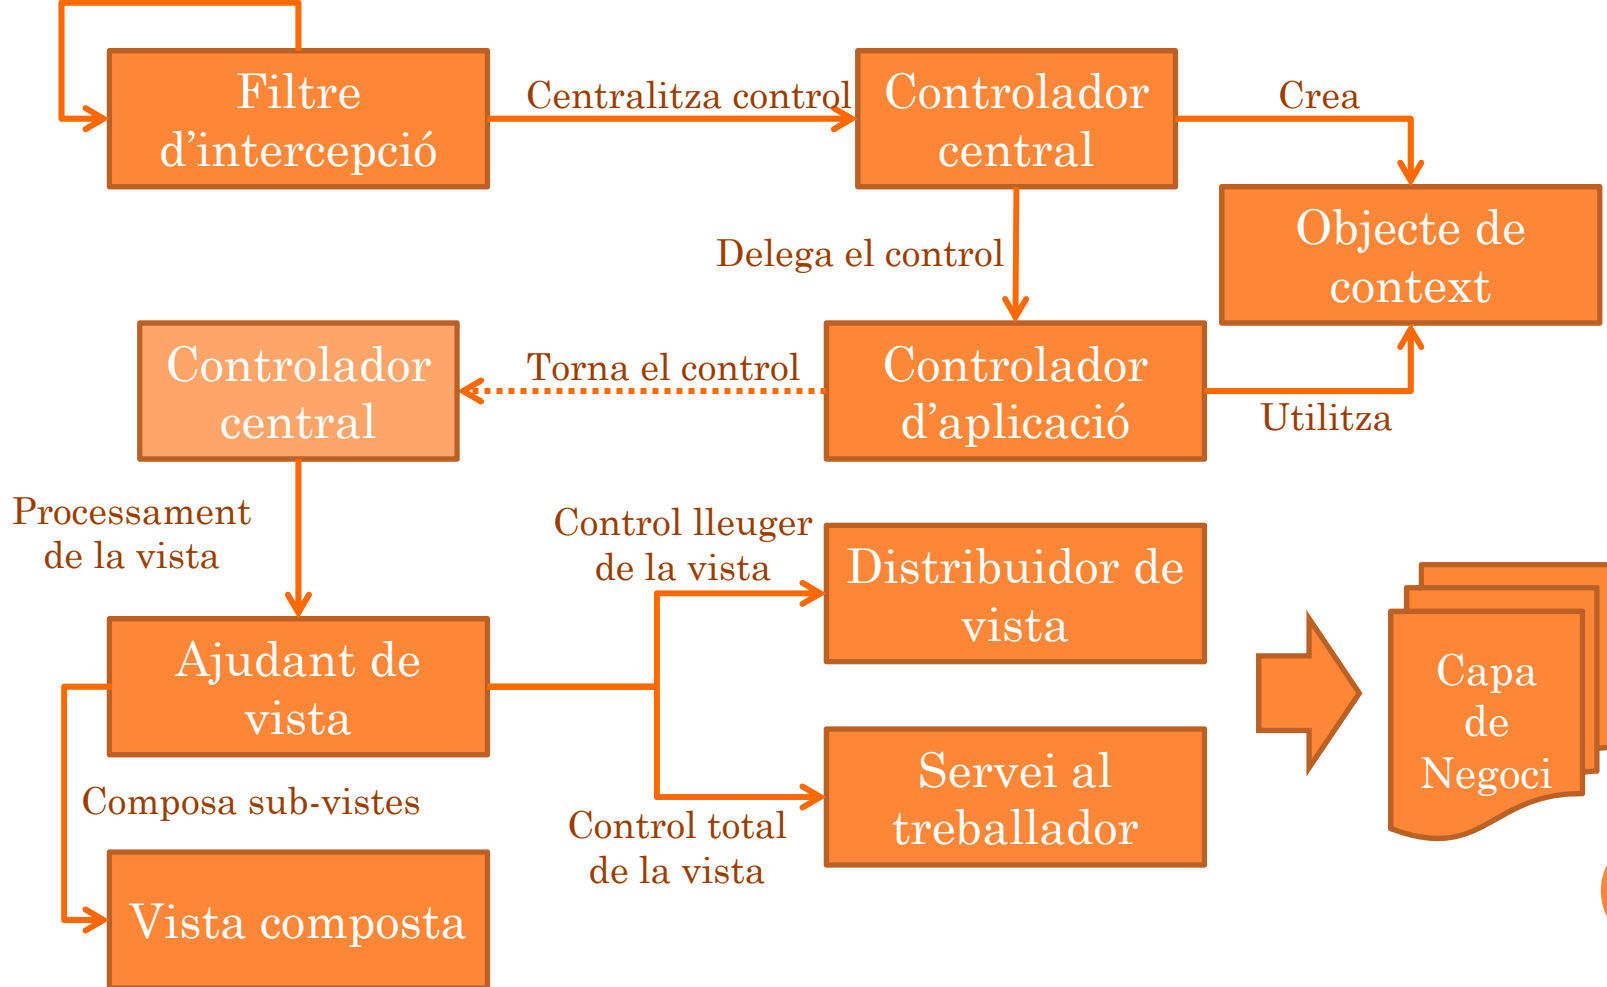 Filtre
d'intercepció
Centralitza control
Controlador
central
Crea
Objecte de
context
Delega el control
Controlador
central
Torna el control
Controlador
d'aplicació
Utilitza
Processament
de la vista
Control lleuger
de la vista
Distribuidor de
vista
Ajudant de
vista
Capa
de
Negoci
Composa sub-vistes
Control total
de la vista
Servei al
treballador
Vista composta